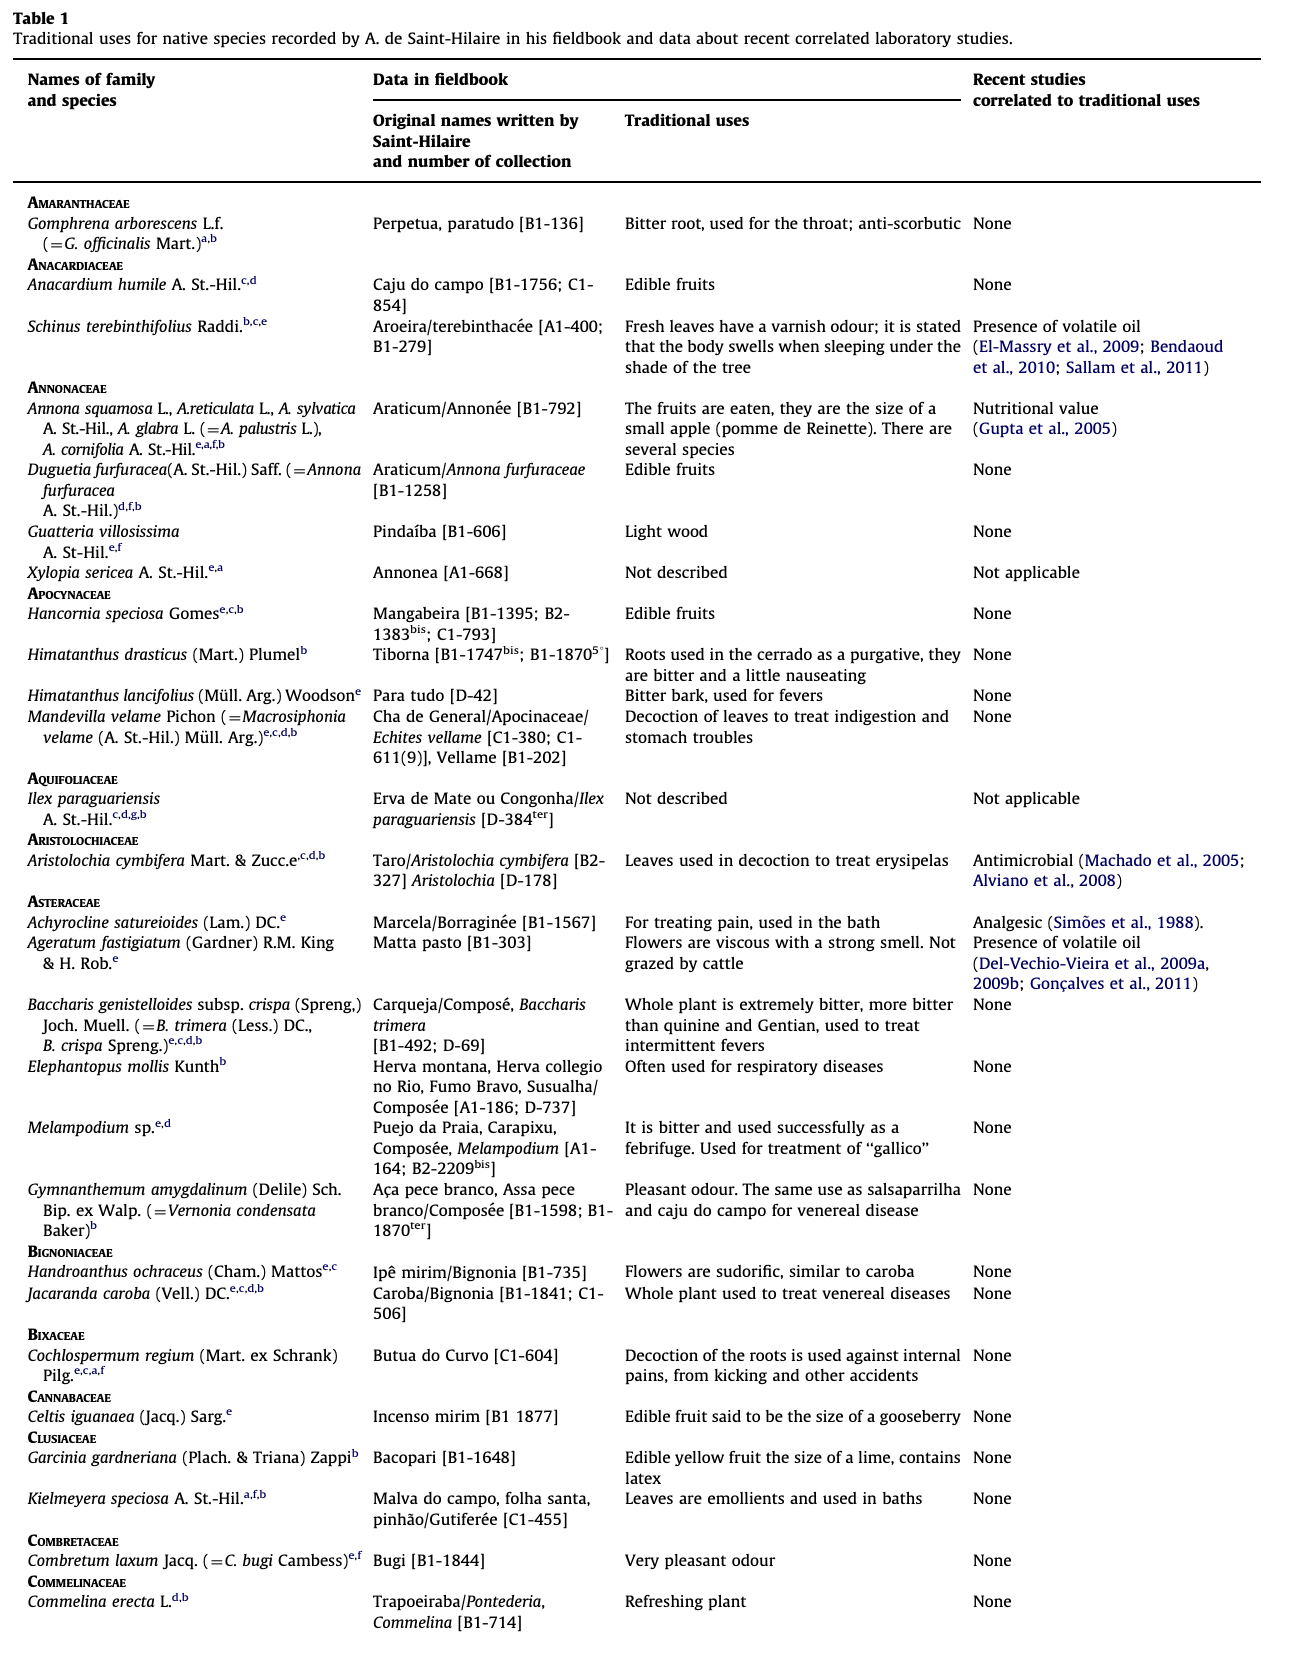 Table 1
Traditional uses for native species recorded by A. de Saint-Hilaire in his fieldbook and data about recent correlated laboratory studies.
Names of family and species | Data in fieldbook | Recent studies correlated to traditional uses
Original names written by Saint-Hilaire and number of collection | Traditional uses
AMARANTHACEAE
Gomphrena arborescens L.f. Perpetua, paratudo [B1-136] Bitter root, used for the throat; anti-scorbutic None
(=G. officinalis Mart.)a,b
ANACARDIACEAE
Anacardium humile A. St.-Hil.c,d Caju do campo [B1-1756; C1- Edible fruits None
854]
Schinus terebinthifolius Raddi.b,c,e Aroeira/terebinthacée [A1-400; Fresh leaves have a varnish odour; it is stated Presence of volatile oil
B1-279] that the body swells when sleeping under the (El-Massry et al., 2009; Bendaoud
shade of the tree et al., 2010; Sallam et al., 2011)
ANNONACEAE
Annona squamosa L., A.reticulata L., A. sylvatica Araticum/Annonée [B1-792] The fruits are eaten, they are the size of a Nutritional value
A. St.-Hil., A. glabra L. (=A. palustris L.), small apple (pomme de Reinette). There are (Gupta et al., 2005)
A. cornifolia A. St.-Hil.e,a,f,b several species
Duguetia furfuracea(A. St.-Hil.) Saff. (=Annona Araticum/Annona furfuraceae Edible fruits None
furfuracea [B1-1258]
A. St.-Hil.)d,f,b
Guatteria villosissima Pindaíba [B1-606] Light wood None
A. St-Hil.e,f
Xylopia sericea A. St.-Hil.e,a Annonea [A1-668] Not described Not applicable
APOCYNACEAE
Hancornia speciosa Gomese,c,b Mangabeira [B1-1395; B2- Edible fruits None
1383bis; C1-793]
Himatanthus drasticus (Mart.) Plumelb Tiborna [B1-1747bis; B1-18705°] Roots used in the cerrado as a purgative, they None
are bitter and a little nauseating
Himatanthus lancifolius (Müll. Arg.) Woodsone Para tudo [D-42] Bitter bark, used for fevers None
Mandevilla velame Pichon (=Macrosiphonia Cha de General/Apocinaceae/ Decoction of leaves to treat indigestion and None
velame (A. St.-Hil.) Müll. Arg.)e,c,d,b Echites vellame [C1-380; C1- stomach troubles
611(9)], Vellame [B1-202]
AQUIFOLIACEAE
Ilex paraguariensis Erva de Mate ou Congonha/Ilex Not described Not applicable
A. St.-Hil.c,d,g,b paraguariensis [D-384ter]
ARISTOLOCHIACEAE
Aristolochia cymbifera Mart. & Zucc.e,c,d,b Taro/Aristolochia cymbifera [B2- Leaves used in decoction to treat erysipelas Antimicrobial (Machado et al., 2005;
327] Aristolochia [D-178] Alviano et al., 2008)
ASTERACEAE
Achyrocline satureioides (Lam.) DC.e Marcela/Borraginée [B1-1567] For treating pain, used in the bath Analgesic (Simões et al., 1988).
Ageratum fastigiatum (Gardner) R.M. King Matta pasto [B1-303] Flowers are viscous with a strong smell. Not Presence of volatile oil
& H. Rob.e grazed by cattle (Del-Vechio-Vieira et al., 2009a,
2009b; Gonçalves et al., 2011)
Baccharis genistelloides subsp. crispa (Spreng,) Carqueja/Composé, Baccharis Whole plant is extremely bitter, more bitter None
Joch. Muell. (=B. trimera (Less.) DC., trimera than quinine and Gentian, used to treat
B. crispa Spreng.)e,c,d,b [B1-492; D-69] intermittent fevers
Elephantopus mollis Kunthb Herva montana, Herva collegio Often used for respiratory diseases None
no Rio, Fumo Bravo, Susualha/
Composée [A1-186; D-737]
Melampodium sp.e,d Puejo da Praia, Carapixu, It is bitter and used successfully as a None
Composée, Melampodium [A1- febrifuge. Used for treatment of “gallico”
164; B2-2209bis]
Gymnanthemum amygdalinum (Delile) Sch. Aça pece branco, Assa pece Pleasant odour. The same use as salsaparrilha None
Bip. ex Walp. (=Vernonia condensata branco/Composée [B1-1598; B1- and caju do campo for venereal disease
Baker)b 1870ter]
BIGNONIACEAE
Handroanthus ochraceus (Cham.) Mattose,c Ipê mirim/Bignonia [B1-735] Flowers are sudorific, similar to caroba None
Jacaranda caroba (Vell.) DC.e,c,d,b Caroba/Bignonia [B1-1841; C1- Whole plant used to treat venereal diseases None
506]
BIXACEAE
Cochlospermum regium (Mart. ex Schrank) Butua do Curvo [C1-604] Decoction of the roots is used against internal None
Pilg.e,c,a,f pains, from kicking and other accidents
CANNABACEAE
Celtis iguanaea (Jacq.) Sarg.e Incenso mirim [B1 1877] Edible fruit said to be the size of a gooseberry None
CLUSIACEAE
Garcinia gardneriana (Plach. & Triana) Zappib Bacopari [B1-1648] Edible yellow fruit the size of a lime, contains None
latex
Kielmeyera speciosa A. St.-Hil.a,f,b Malva do campo, folha santa, Leaves are emollients and used in baths None
pinhão/Gutiferée [C1-455]
COMBRETACEAE
Combretum laxum Jacq. (=C. bugi Cambess)e,f Bugi [B1-1844] Very pleasant odour None
COMMELINACEAE
Commelina erecta L.d,b Trapoeiraba/Pontederia, Refreshing plant None
Commelina [B1-714]